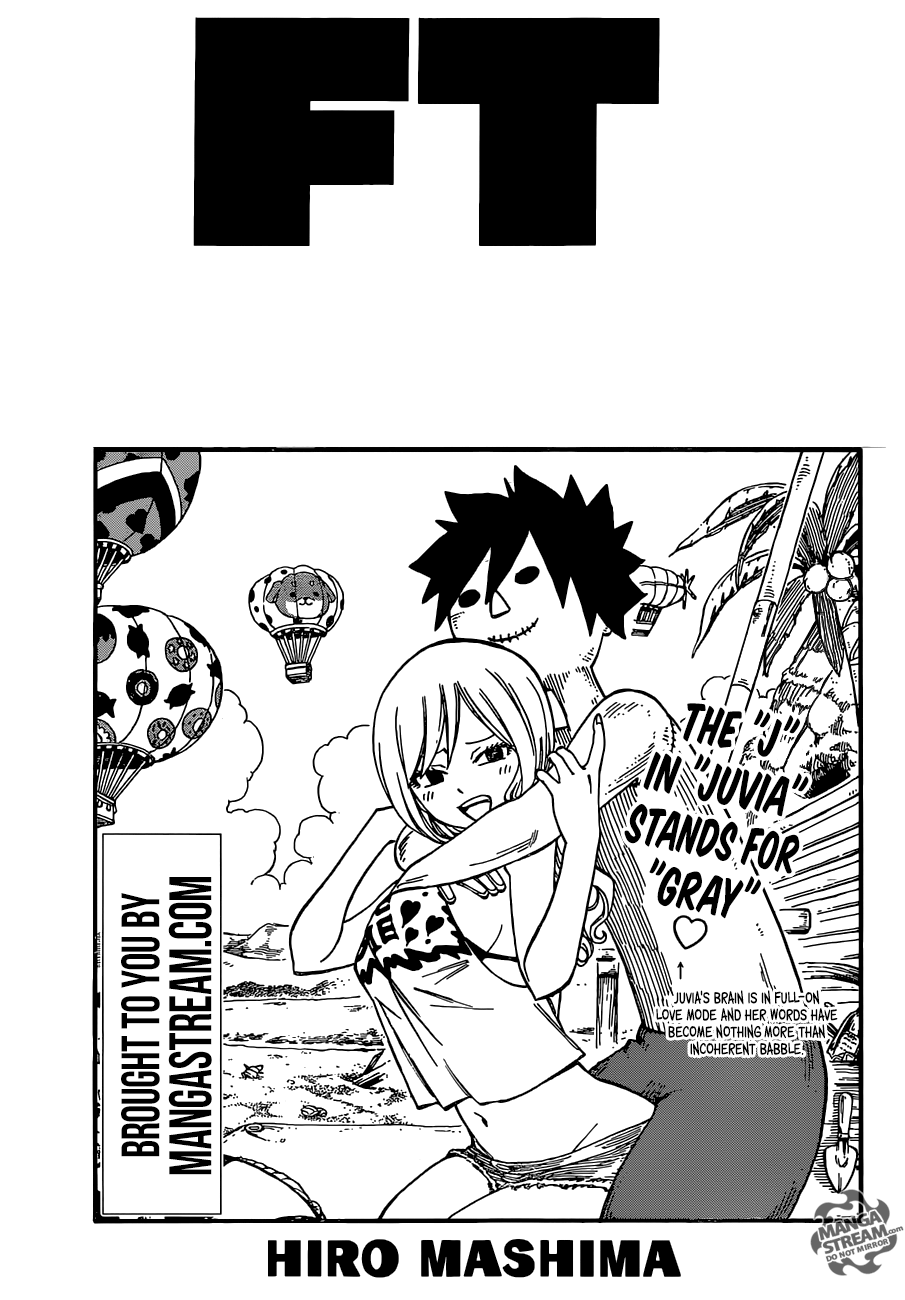 FT
THE "J"
IN "JUVIA"
STANDS FOR
"GRAY"
♡
↑
JUVIA'S BRAIN IS IN FULL-ON
LOVE MODE AND HER WORDS HAVE
BECOME NOTHING MORE THAN
INCOHERENT BABBLE.
BROUGHT TO YOU BY
MANGASTREAM.COM
MANGA
STREAM.com
DO NOT MIRROR
HIRO MASHIMA